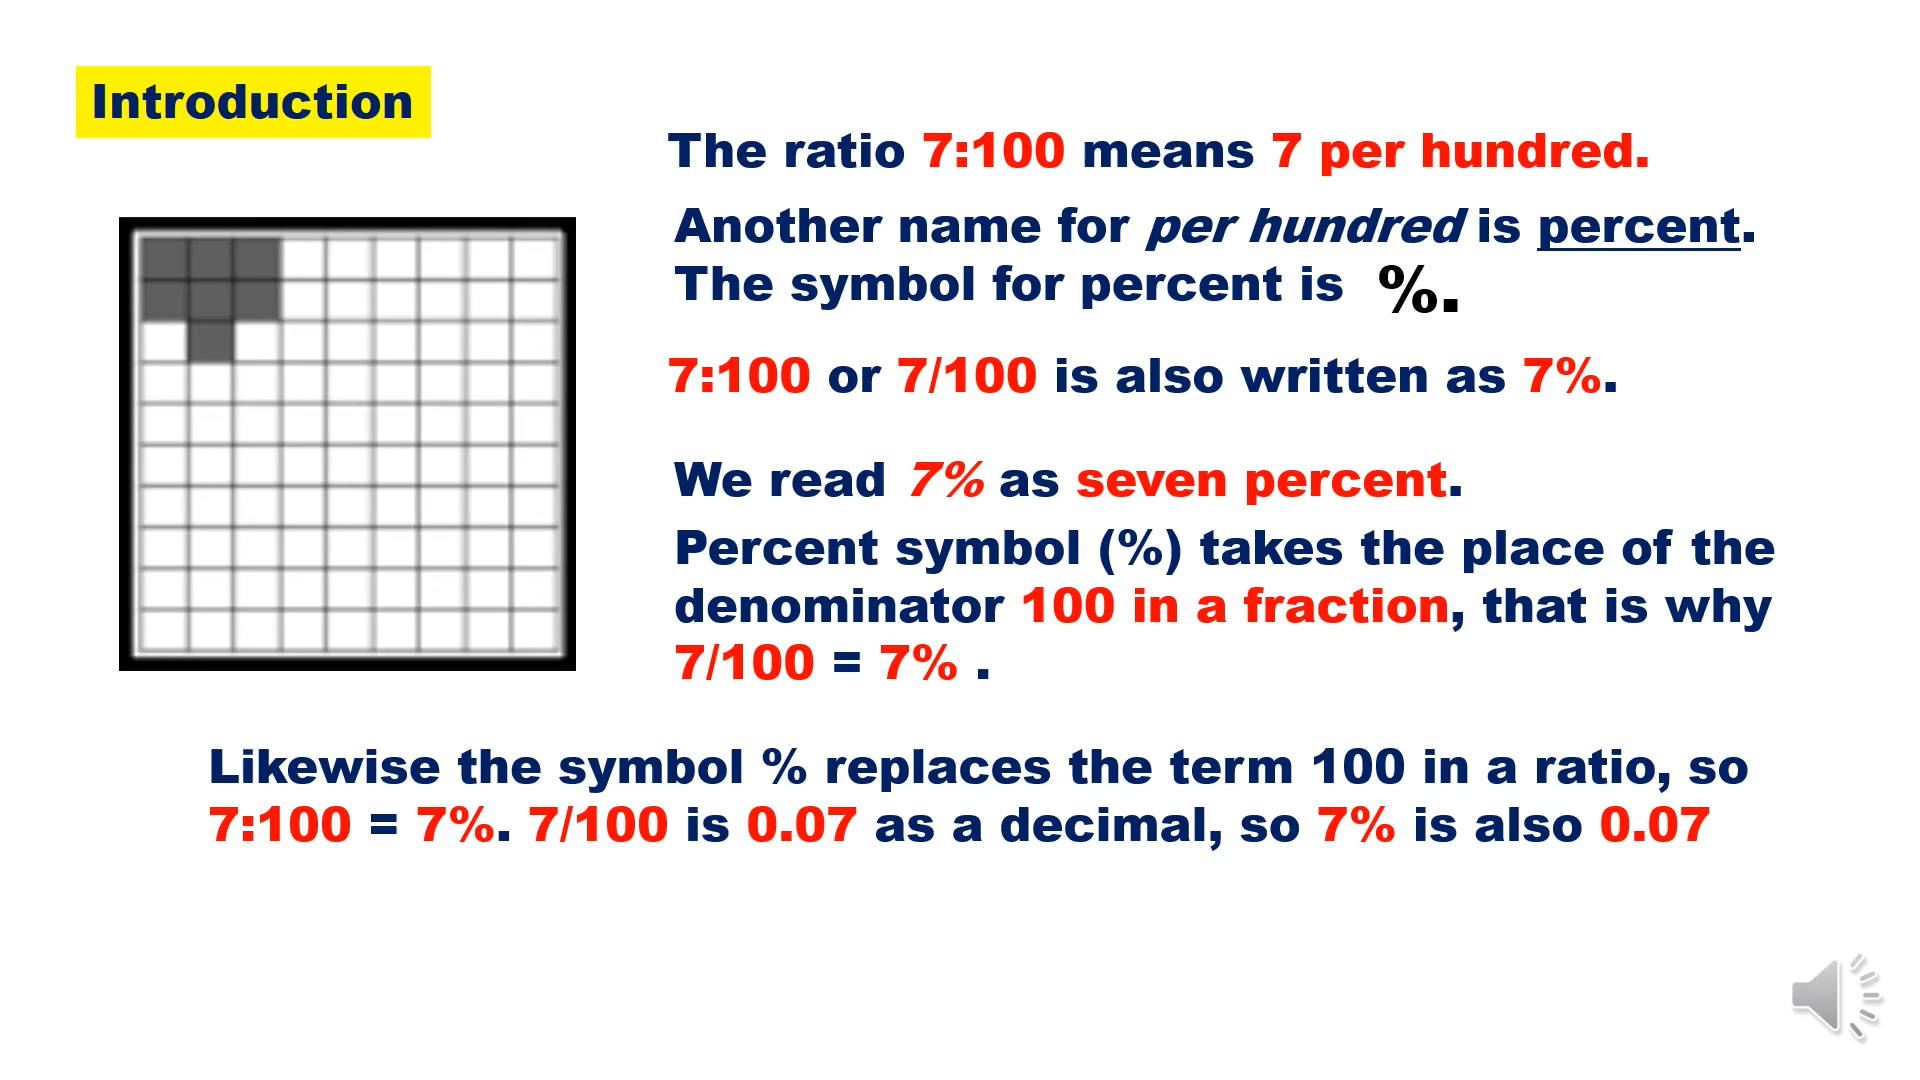 Introduction
The ratio 7:100 means 7 per hundred.
Another name for per hundred is percent.
The symbol for percent is %.
7:100 or 7/100 is also written as 7%.
We read 7% as seven percent.
Percent symbol (%) takes the place of the
denominator 100 in a fraction, that is why
7/100 = 7% .
Likewise the symbol % replaces the term 100 in a ratio, so
7:100 = 7%. 7/100 is 0.07 as a decimal, so 7% is also 0.07